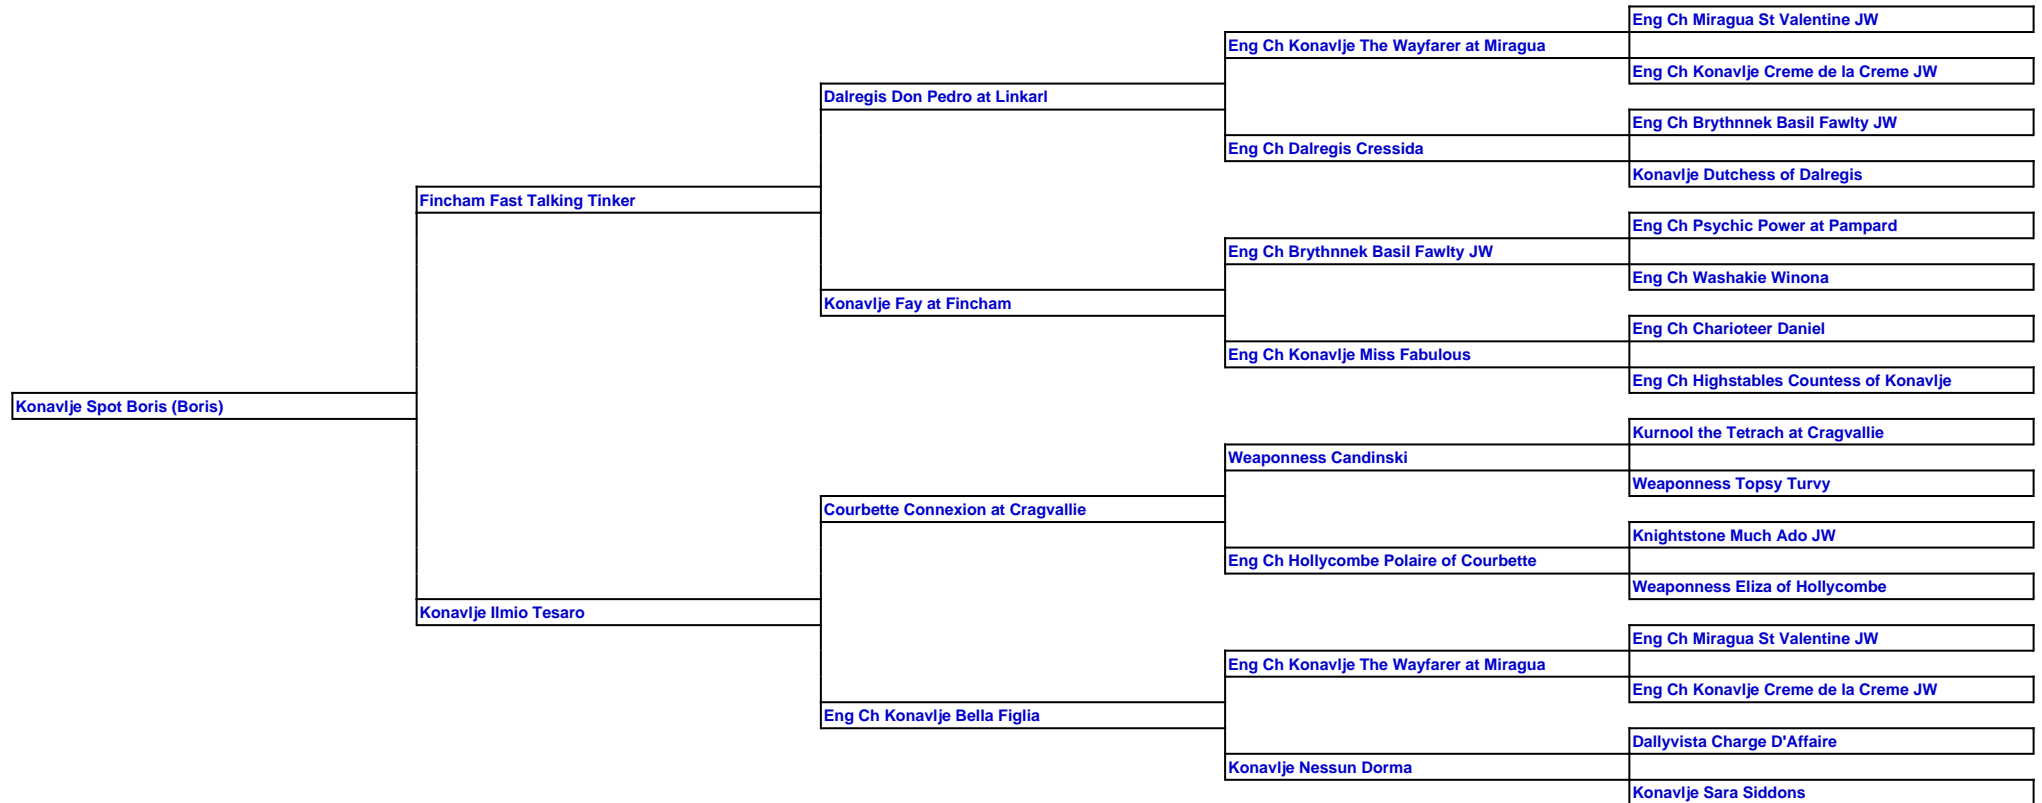 Eng Ch Miragua St Valentine JW
Eng Ch Konavlje The Wayfarer at Miragua
Eng Ch Konavlje Creme de la Creme JW
Dalregis Don Pedro at Linkarl
Eng Ch Brythnnek Basil Fawlty JW
Eng Ch Dalregis Cressida
Konavlje Dutchess of Dalregis
Fincham Fast Talking Tinker
Eng Ch Psychic Power at Pampard
Eng Ch Brythnnek Basil Fawlty JW
Eng Ch Washakie Winona
Konavlje Fay at Fincham
Eng Ch Charioteer Daniel
Eng Ch Konavlje Miss Fabulous
Eng Ch Highstables Countess of Konavlje
Konavlje Spot Boris (Boris)
Kurnool the Tetrach at Cragvallie
Weaponness Candinski
Weaponness Topsy Turvy
Courbette Connexion at Cragvallie
Knightstone Much Ado JW
Eng Ch Hollycombe Polaire of Courbette
Weaponness Eliza of Hollycombe
Konavlje Ilmio Tesaro
Eng Ch Miragua St Valentine JW
Eng Ch Konavlje The Wayfarer at Miragua
Eng Ch Konavlje Creme de la Creme JW
Eng Ch Konavlje Bella Figlia
Dallyvista Charge D'Affaire
Konavlje Nessun Dorma
Konavlje Sara Siddons